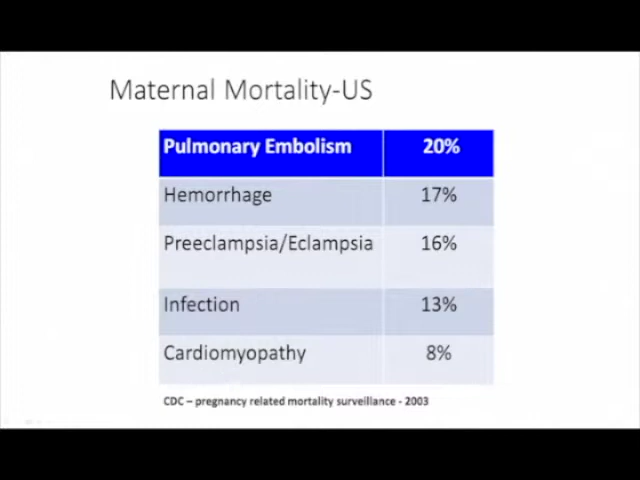 Maternal Mortality-US
Pulmonary Embolism 20%
Hemorrhage 17%
Preeclampsia/Eclampsia 16%
Infection 13%
Cardiomyopathy 8%
CDC – pregnancy related mortality surveillance - 2003